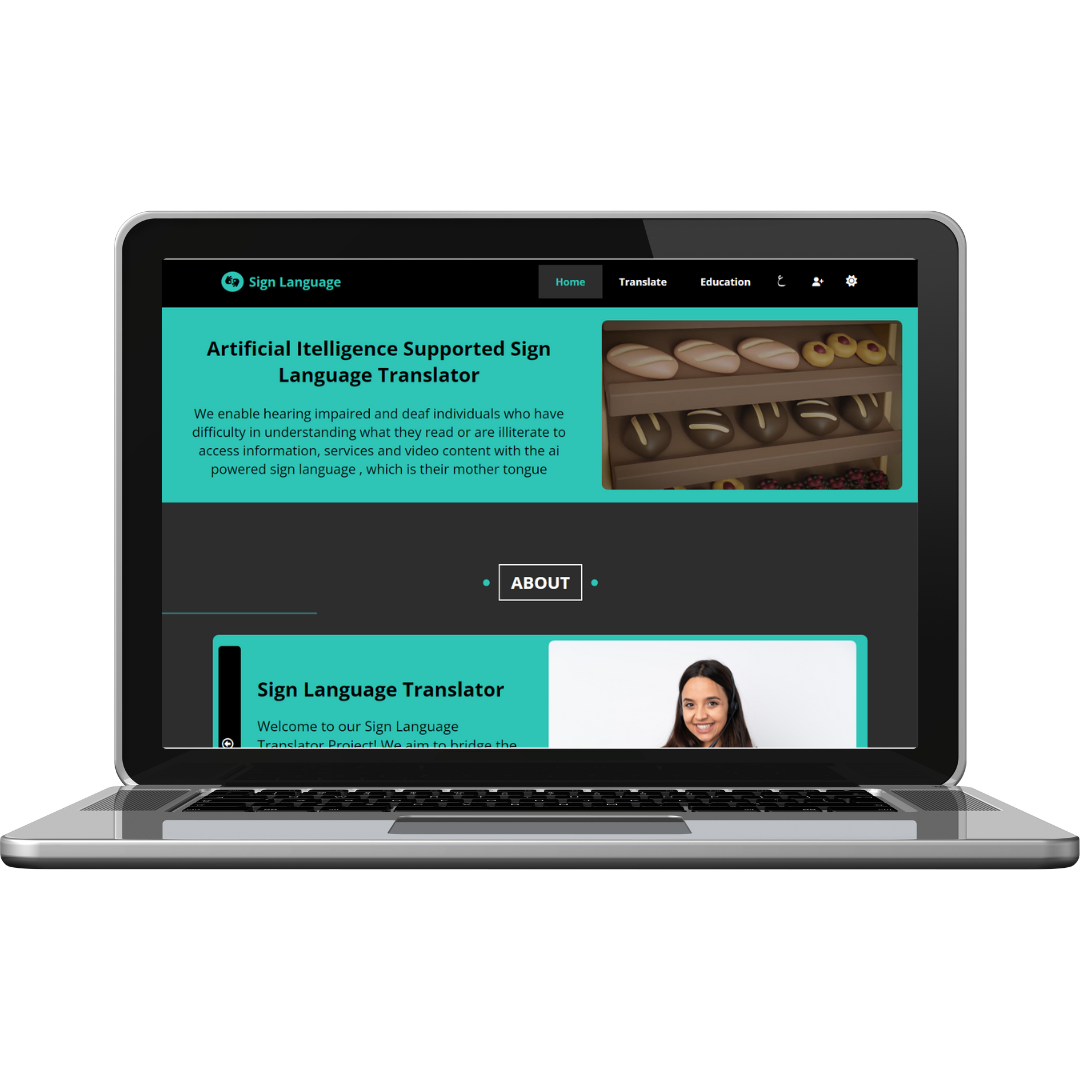 Sign Language
Home
Translate
Education
ع
Artificial Itelligence Supported Sign
Language Translator
We enable hearing impaired and deaf individuals who have
difficulty in understanding what they read or are illiterate to
access information, services and video content with the ai
powered sign language , which is their mother tongue
ABOUT
Sign Language Translator
Welcome to our Sign Language
Translator Project! We aim to bridge the